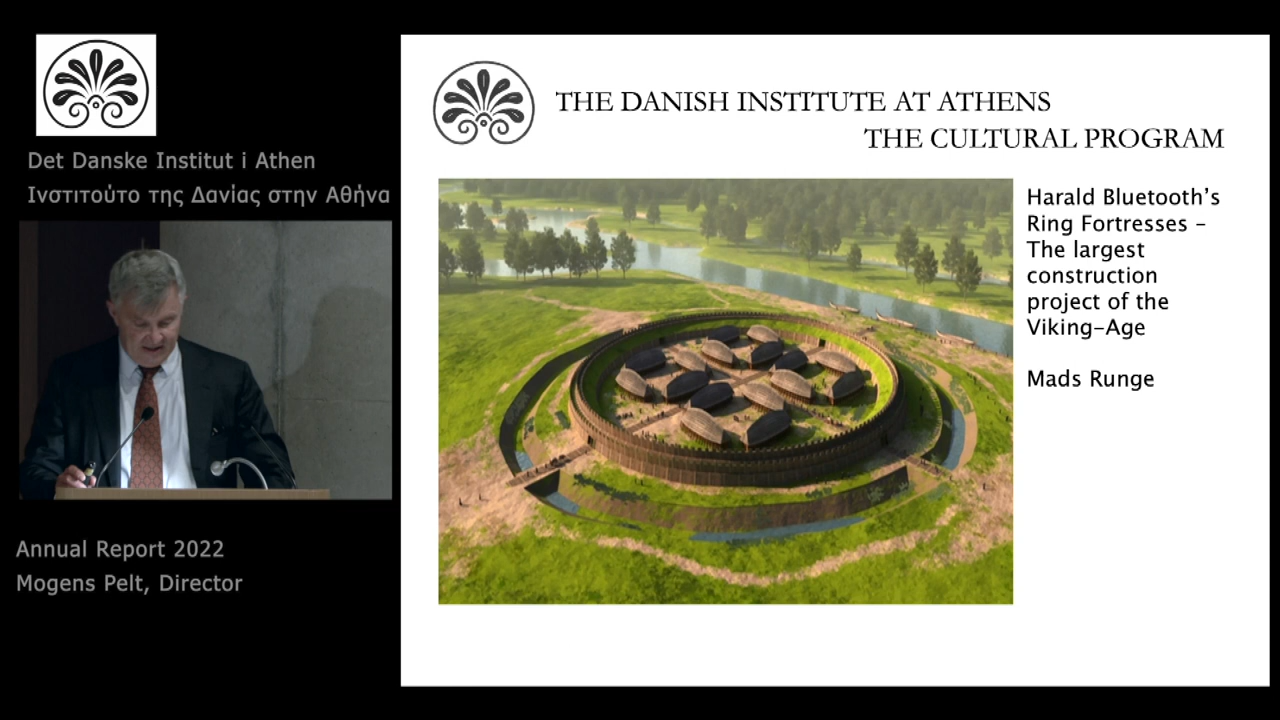 Det Danske Institut i Athen
Ινστιτούτο της Δανίας στην Αθήνα
Annual Report 2022
Mogens Pelt, Director
THE DANISH INSTITUTE AT ATHENS
THE CULTURAL PROGRAM
Harald Bluetooth's
Ring Fortresses –
The largest
construction
project of the
Viking–Age
Mads Runge